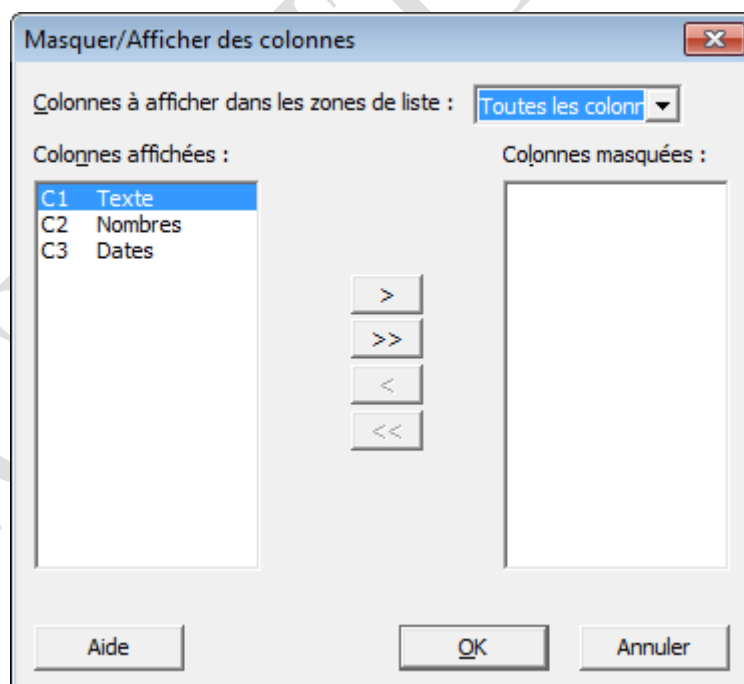 Masquer/Afficher des colonnes
Colonnes à afficher dans les zones de liste : Toutes les colonn
Colonnes affichées : Colonnes masquées :
C1 Texte
C2 Nombres
C3 Dates
>
>>
<
<<
Aide OK Annuler